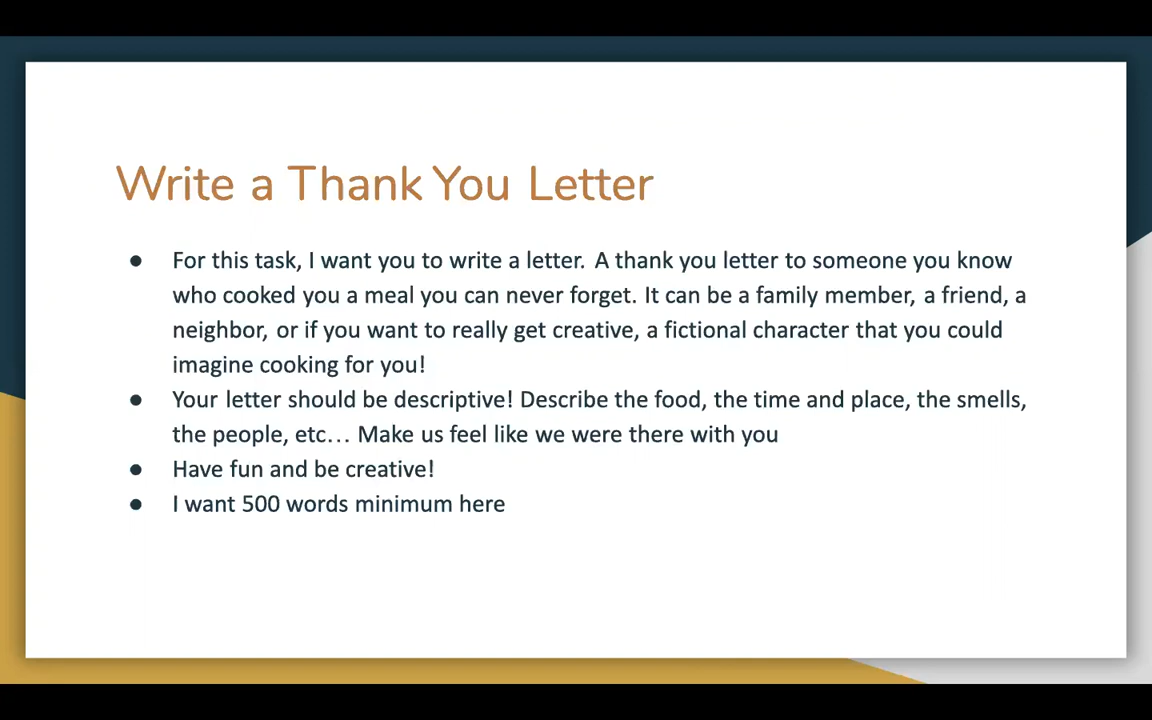 Write a Thank You Letter
● For this task, I want you to write a letter. A thank you letter to someone you know
who cooked you a meal you can never forget. It can be a family member, a friend, a
neighbor, or if you want to really get creative, a fictional character that you could
imagine cooking for you!
● Your letter should be descriptive! Describe the food, the time and place, the smells,
the people, etc... Make us feel like we were there with you
● Have fun and be creative!
● I want 500 words minimum here